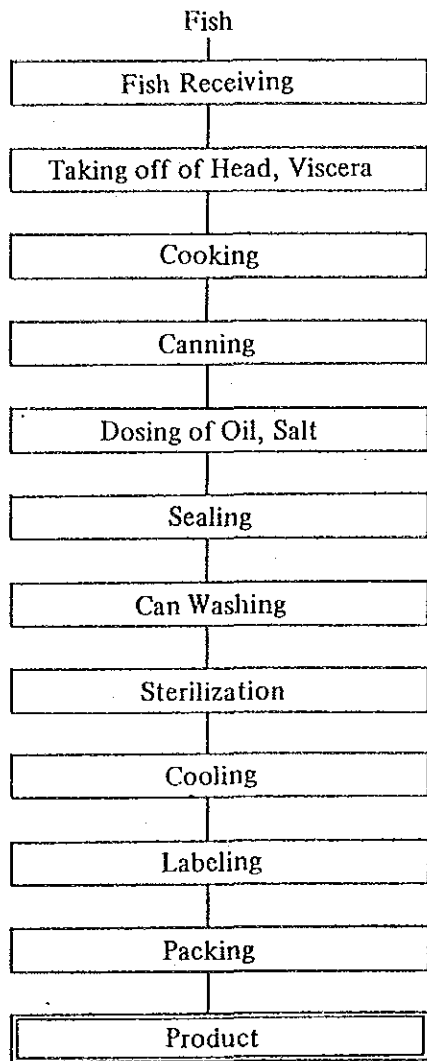 Fish
Fish Receiving
Taking off of Head, Viscera
Cooking
Canning
Dosing of Oil, Salt
Sealing
Can Washing
Sterilization
Cooling
Labeling
Packing
Product